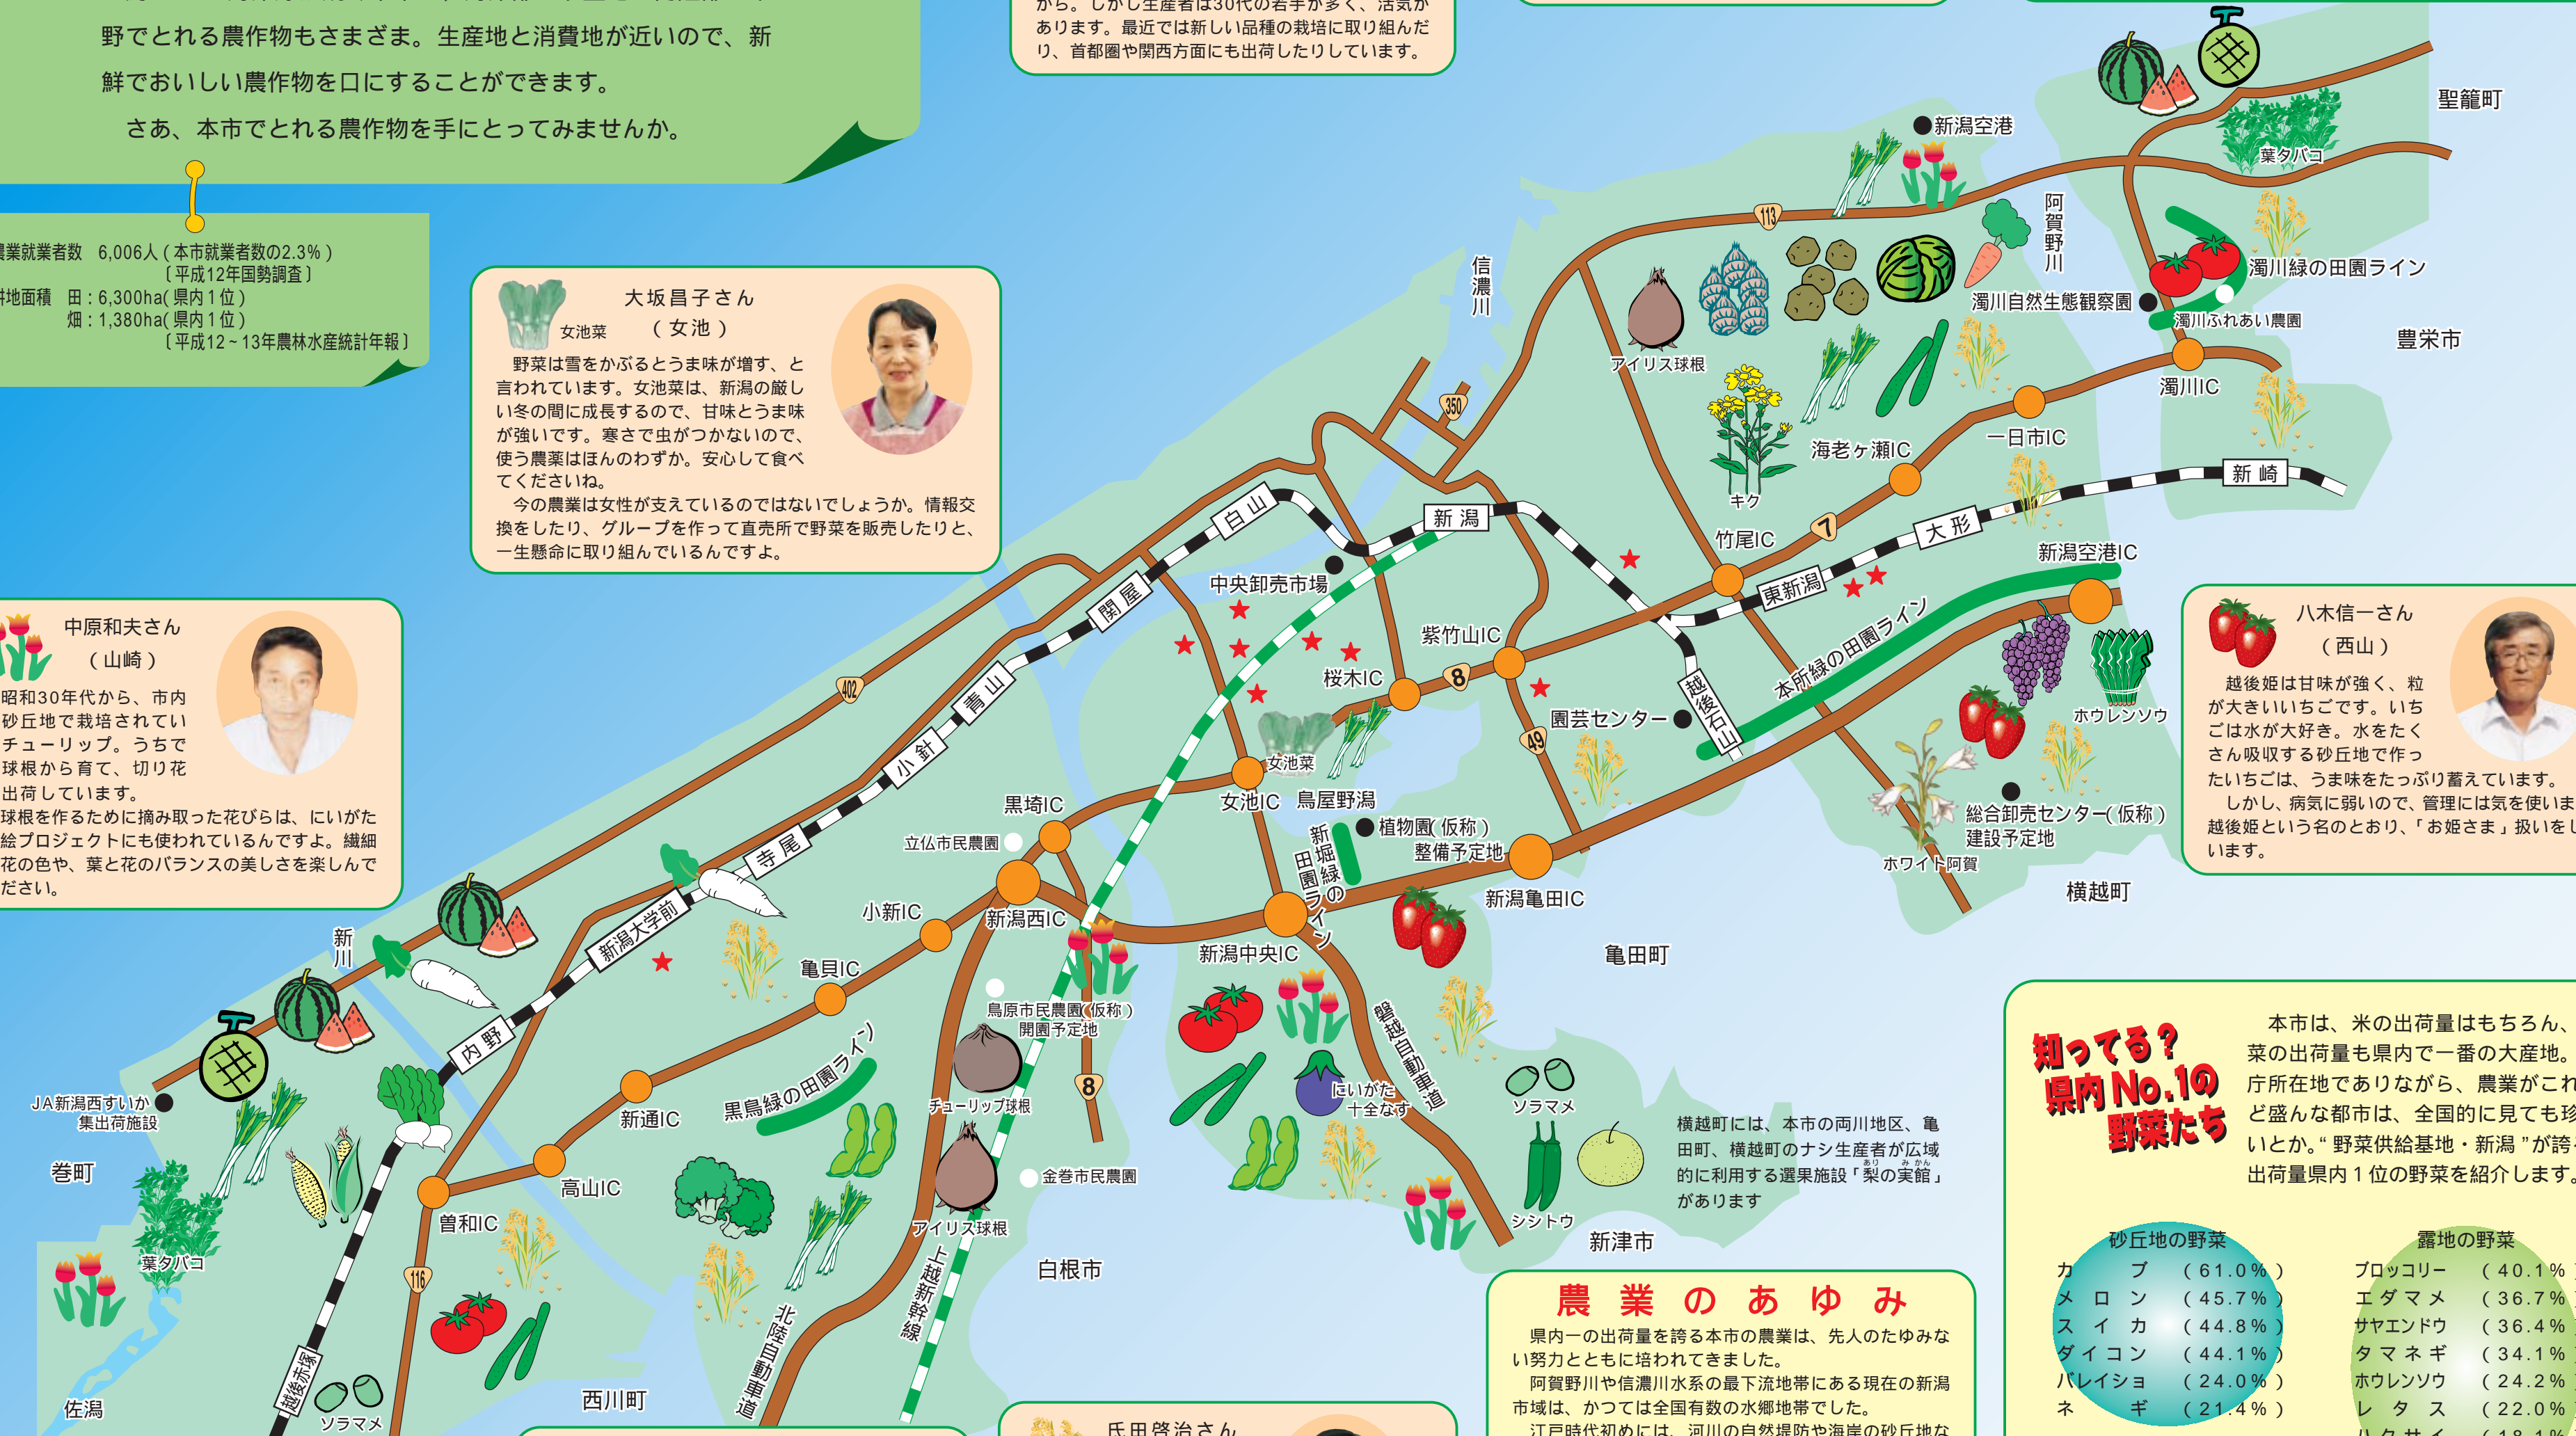 野でとれる農作物もさまざま。生産地と消費地が近いので、新
鮮でおいしい農作物を口にすることができます。
さあ、本市でとれる農作物を手にとってみませんか。
農業就業者数　6,006人（本市就業者数の2.3%）
〔平成12年国勢調査〕
耕地面積　田：6,300ha(県内1位)
畑：1,380ha(県内1位)
〔平成12~13年農林水産統計年報〕
から。しかし生産者は30代の若手が多く、活気が
あります。最近では新しい品種の栽培に取り組んだ
り、首都圏や関西方面にも出荷したりしています。
女池菜
大坂昌子さん
（女池）
野菜は雪をかぶるとうま味が増す、と
言われています。女池菜は、新潟の厳し
い冬の間に成長するので、甘味とうま味
が強いです。寒さで虫がつかないので、
使う農薬はほんのわずか。安心して食べ
てくださいね。
今の農業は女性が支えているのではないでしょうか。情報交
換をしたり、グループを作って直売所で野菜を販売したりと、
一生懸命に取り組んでいるんですよ。
中原和夫さん
（山崎）
昭和30年代から、市内
砂丘地で栽培されてい
チューリップ。うちで
球根から育て、切り花
出荷しています。
球根を作るために摘み取った花びらは、にいがた
絵プロジェクトにも使われているんですよ。繊細
花の色や、葉と花のバランスの美しさを楽しんで
ださい。
八木信一さん
（西山）
越後姫は甘味が強く、粒
が大きいいちごです。いち
ごは水が大好き。水をたく
さん吸収する砂丘地で作っ
たいちごは、うま味をたっぷり蓄えています。
しかし、病気に弱いので、管理には気を使いま
越後姫という名のとおり、「お姫さま」扱いをし
います。
聖籠町
新潟空港
葉タバコ
阿賀野川
信濃川
113
濁川緑の田園ライン
濁川自然生態観察園
濁川ふれあい農園
豊栄市
濁川IC
アイリス球根
キク
350
海老ヶ瀬IC
一日市IC
新崎
大形
7
竹尾IC
東新潟
新潟空港IC
本所緑の田園ライン
新潟
白山
関屋
青山
小針
寺尾
新潟大学前
内野
越後赤塚
越後石山
中央卸売市場
紫竹山IC
桜木IC
8
49
園芸センター
ホウレンソウ
総合卸売センター(仮称)
建設予定地
ホワイト阿賀
横越町
402
女池菜
女池IC
鳥屋野潟
植物園(仮称)
整備予定地
新堀緑の
田園ライン
新潟亀田IC
亀田町
新潟中央IC
黒埼IC
立仏市民農園
新潟西IC
小新IC
亀貝IC
新川
鳥原市民農園(仮称)
開園予定地
チューリップ球根
8
黒鳥緑の田園ライン
新通IC
高山IC
曽和IC
116
金巻市民農園
アイリス球根
上越新幹線
北陸自動車道
磐越自動車道
にいがた
十全なす
ソラマメ
シシトウ
新津市
白根市
西川町
JA新潟西すいか
集出荷施設
巻町
葉タバコ
佐潟
ソラマメ
横越町には、本市の両川地区、亀
田町、横越町のナシ生産者が広域
的に利用する選果施設「梨の実館」
があります
農業のあゆみ
県内一の出荷量を誇る本市の農業は、先人のたゆみな
い努力とともに培われてきました。
阿賀野川や信濃川水系の最下流地帯にある現在の新潟
市域は、かつては全国有数の水郷地帯でした。
江戸時代初めには、河川の自然堤防や海岸の砂丘地な
氏田啓治さん
知ってる？
県内No.1の
野菜たち
本市は、米の出荷量はもちろん、
菜の出荷量も県内で一番の大産地。
庁所在地でありながら、農業がこれ
ど盛んな都市は、全国的に見ても珍
いとか。“野菜供給基地・新潟”が誇
出荷量県内1位の野菜を紹介します。
砂丘地の野菜
カブ（61.0%）
メロン（45.7%）
スイカ（44.8%）
ダイコン（44.1%）
バレイショ（24.0%）
ネギ（21.4%）
露地の野菜
ブロッコリー（40.1%
エダマメ（36.7%
サヤエンドウ（36.4%
タマネギ（34.1%
ホウレンソウ（24.2%
レタス（22.0%
ハクサイ（18.1%